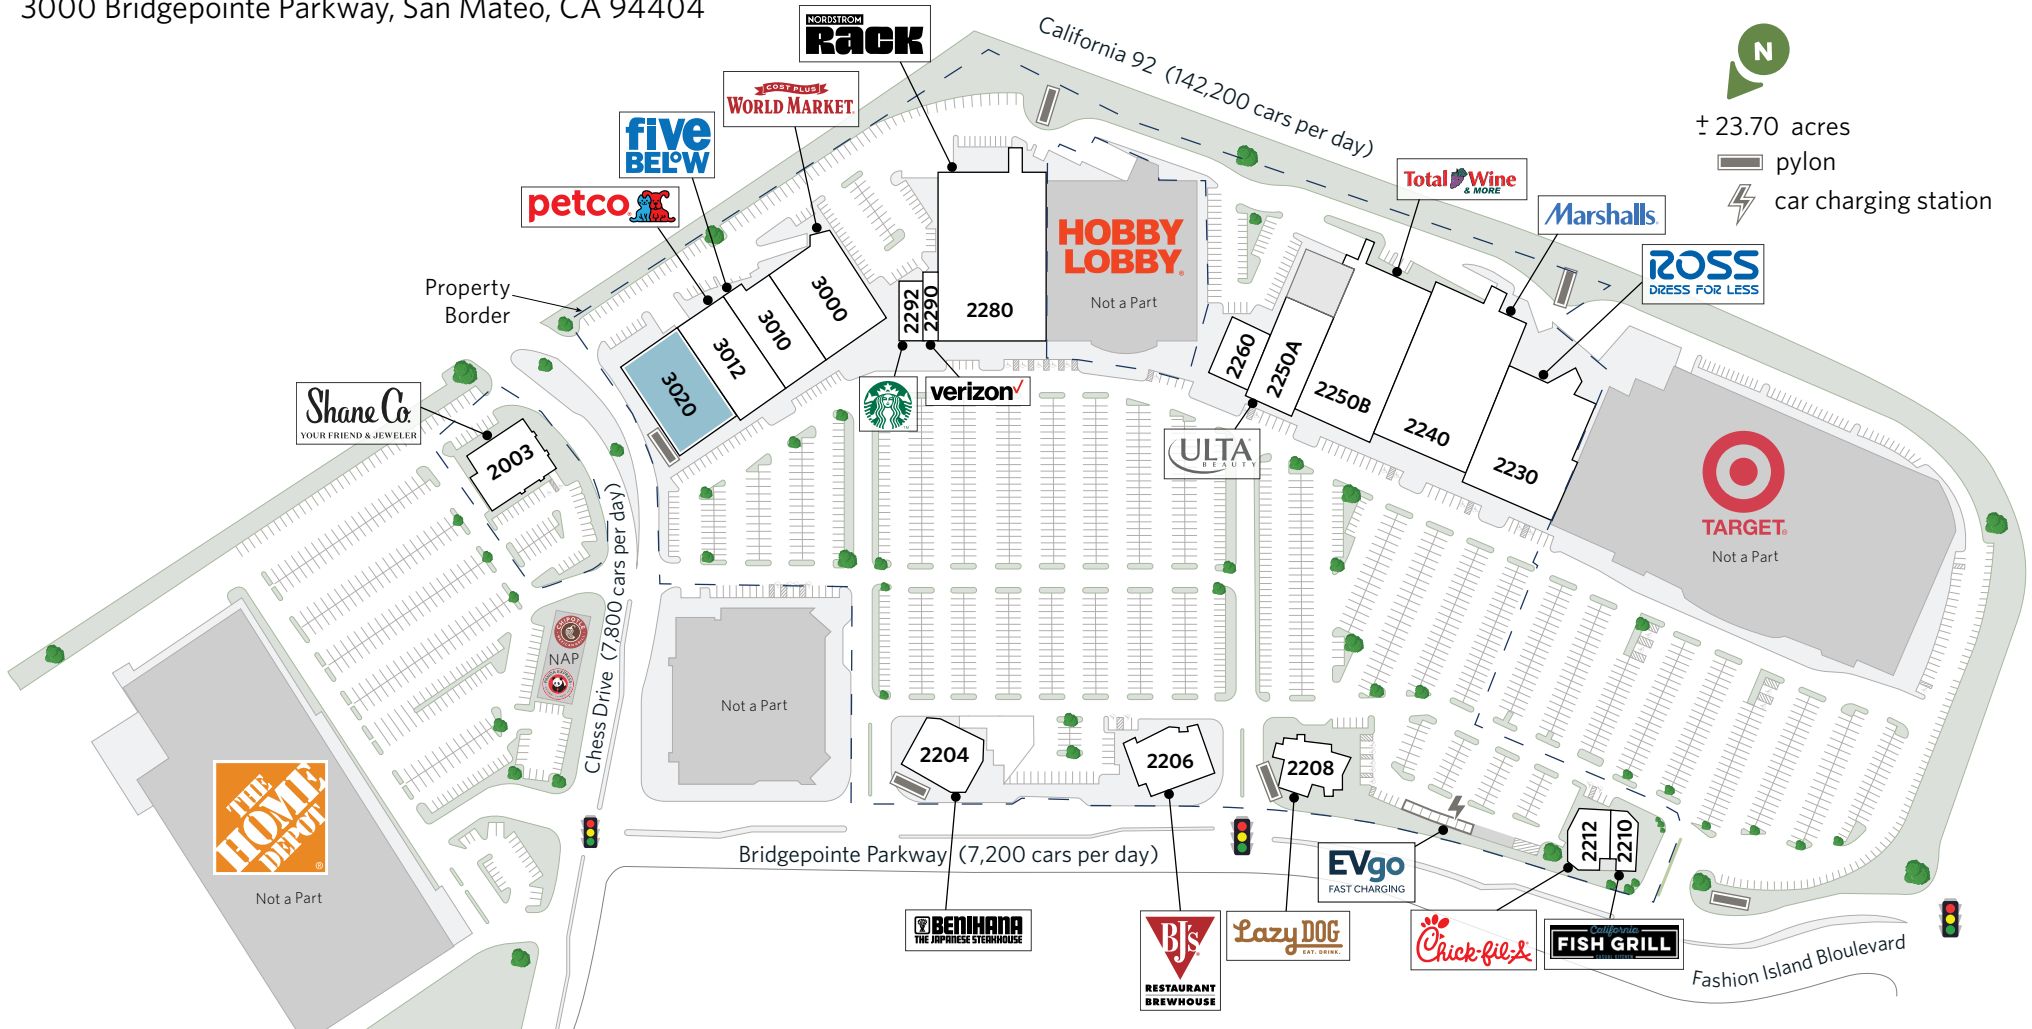 3000 Bridgepointe Parkway, San Mateo, CA 94404
NORDSTROM
RACK
California 92 (142,200 cars per day)
N
± 23.70 acres
pylon
car charging station
COST PLUS
WORLD MARKET
five
BELOW
petco
Total Wine
& MORE
Marshalls
ROSS
DRESS FOR LESS
HOBBY
LOBBY
Not a Part
Property
Border
3000
3010
3012
3020
2292
2290
2280
2260
2250A
2250B
2240
2230
verizon
ULTA
BEAUTY
Shane Co.
YOUR FRIEND & JEWELER
2003
TARGET
Not a Part
Chess Drive (7,800 cars per day)
CHIPOTLE
NAP
Not a Part
2204
2206
2208
2212
2210
THE
HOME
DEPOT
Not a Part
Bridgepointe Parkway (7,200 cars per day)
EVgo
FAST CHARGING
BENIHANA
THE JAPANESE STEAKHOUSE
BJ's
RESTAURANT
BREWHOUSE
Lazy DOG
EAT. DRINK.
Chick-fil-A
California
FISH GRILL
Fashion Island Bloulevard